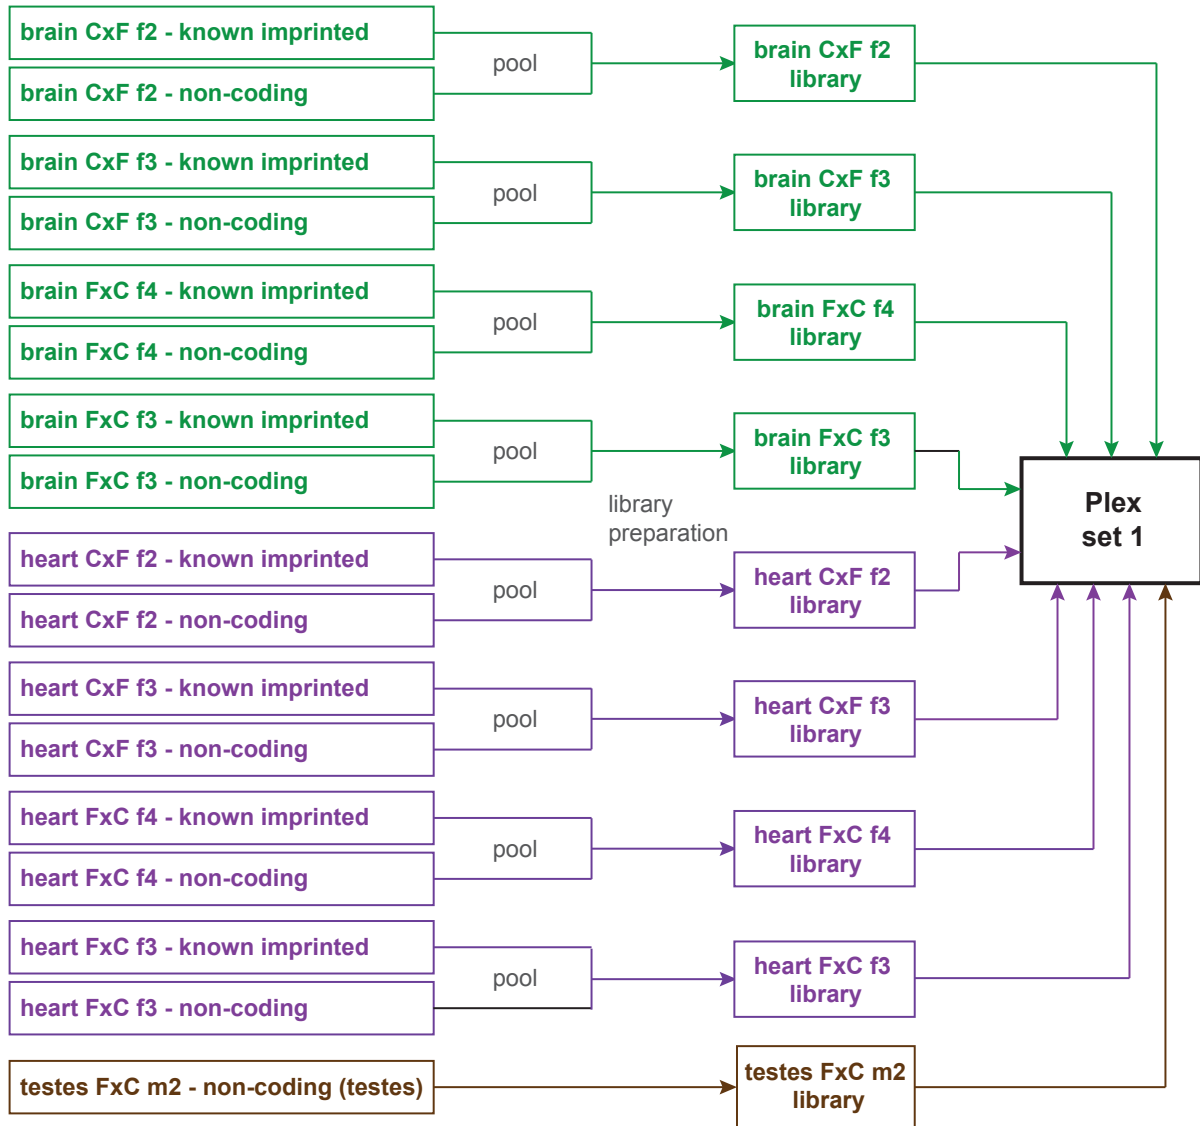 brain CxF f2 - known imprinted
brain CxF f2 - non-coding
pool
brain CxF f2
library
brain CxF f3 - known imprinted
brain CxF f3 - non-coding
pool
brain CxF f3
library
brain FxC f4 - known imprinted
brain FxC f4 - non-coding
pool
brain FxC f4
library
brain FxC f3 - known imprinted
brain FxC f3 - non-coding
pool
brain FxC f3
library
library
preparation
Plex
set 1
heart CxF f2 - known imprinted
heart CxF f2 - non-coding
pool
heart CxF f2
library
heart CxF f3 - known imprinted
heart CxF f3 - non-coding
pool
heart CxF f3
library
heart FxC f4 - known imprinted
heart FxC f4 - non-coding
pool
heart FxC f4
library
heart FxC f3 - known imprinted
heart FxC f3 - non-coding
pool
heart FxC f3
library
testes FxC m2 - non-coding (testes)
testes FxC m2
library